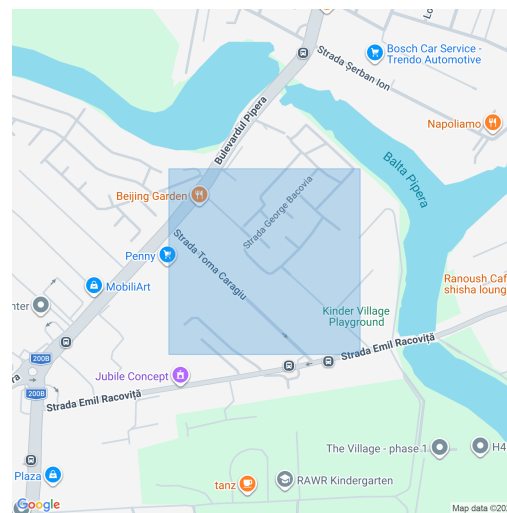 Lo
Bosch Car Service -
Trendo Automotive
Strada Șerban Ion
Napoliamo
Bulevardul Pipera
Balta Pipera
Beijing Garden
Strada George Bacovia
Strada Toma Caragiu
Penny
MobiliArt
nter
Ranoush Caf
shisha loung
Kinder Village
Playground
200B
Strada Emil Racoviță
era
Jubile Concept
200B
Strada Emil Racoviță
The Village - phase 1
H4
Plaza
tanz
RAWR Kindergarten
Google
Map data ©202